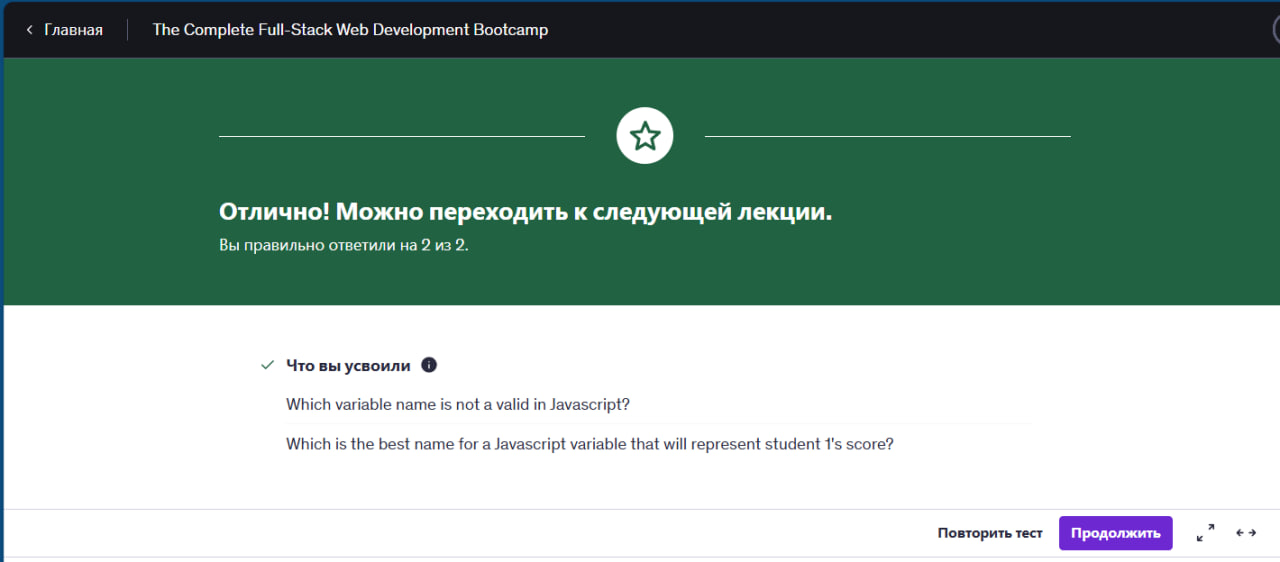 Главная
The Complete Full-Stack Web Development Bootcamp
Отлично! Можно переходить к следующей лекции.
Вы правильно ответили на 2 из 2.
Что вы усвоили
Which variable name is not a valid in Javascript?
Which is the best name for a Javascript variable that will represent student 1's score?
Повторить тест
Продолжить